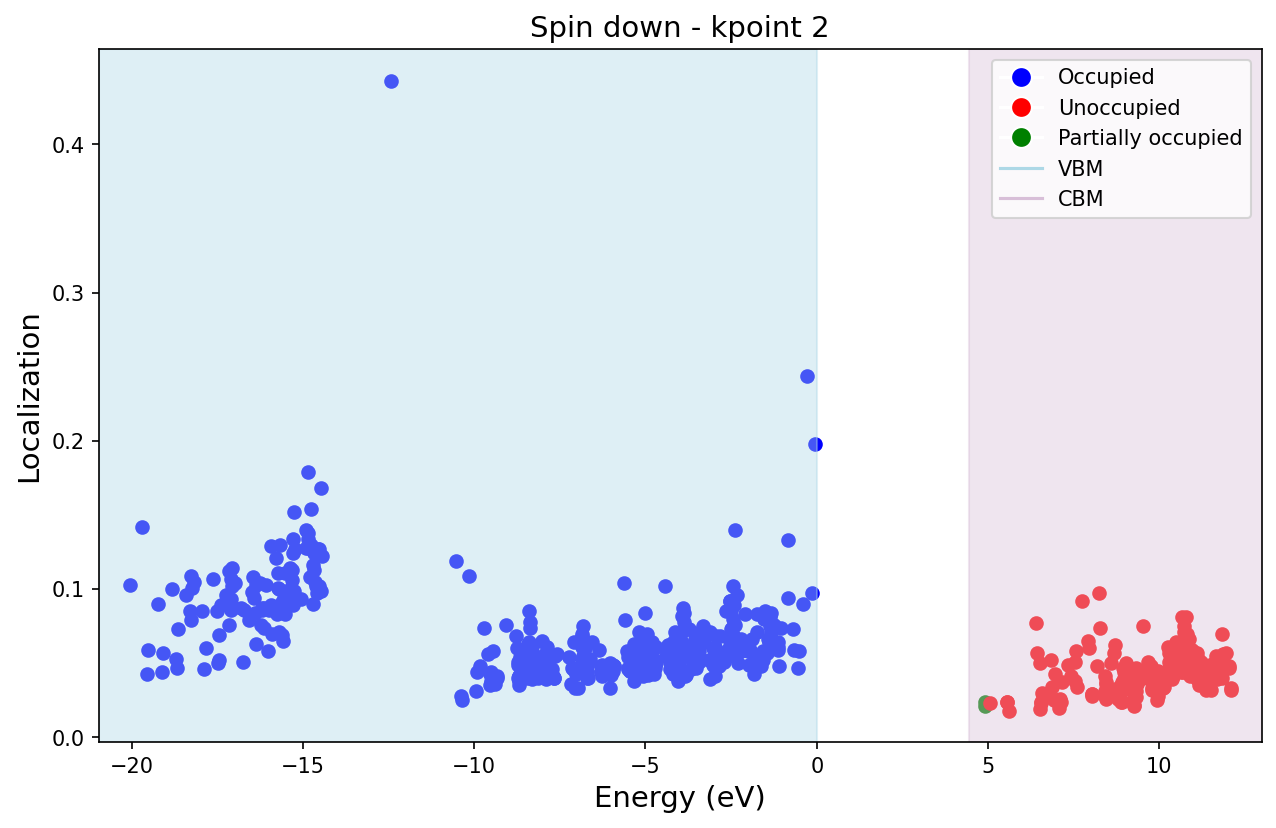 Spin down - kpoint 2
Localization
0.4
0.3
0.2
0.1
0.0
Occupied
Unoccupied
Partially occupied
VBM
CBM
−20 −15 −10 −5 0 5 10
Energy (eV)